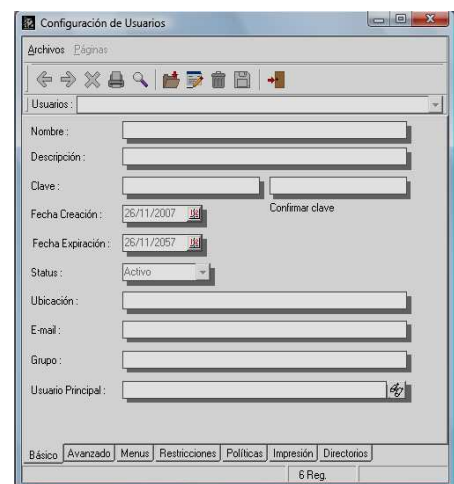 Configuración de Usuarios
Archivos Páginas
Usuarios :
Nombre :
Descripción :
Clave :
Confirmar clave
Fecha Creación : 26/11/2007
Fecha Expiración : 26/11/2057
Status : Activo
Ubicación :
E-mail :
Grupo :
Usuario Principal :
Básico Avanzado Menus Restricciones Políticas Impresión Directorios
6 Reg.